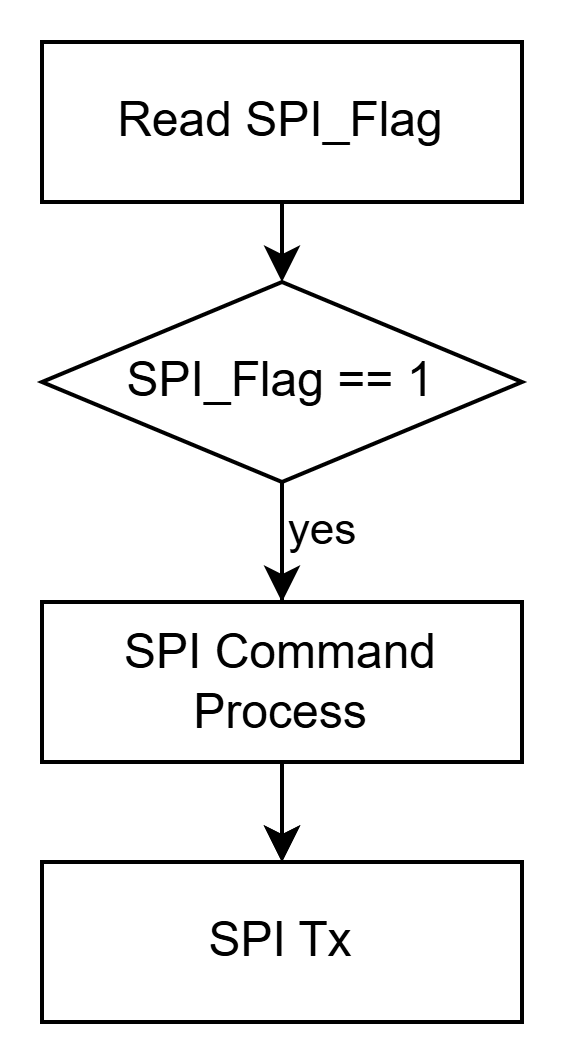 Read SPI_Flag
SPI_Flag == 1
yes
SPI Command
Process
SPI Tx